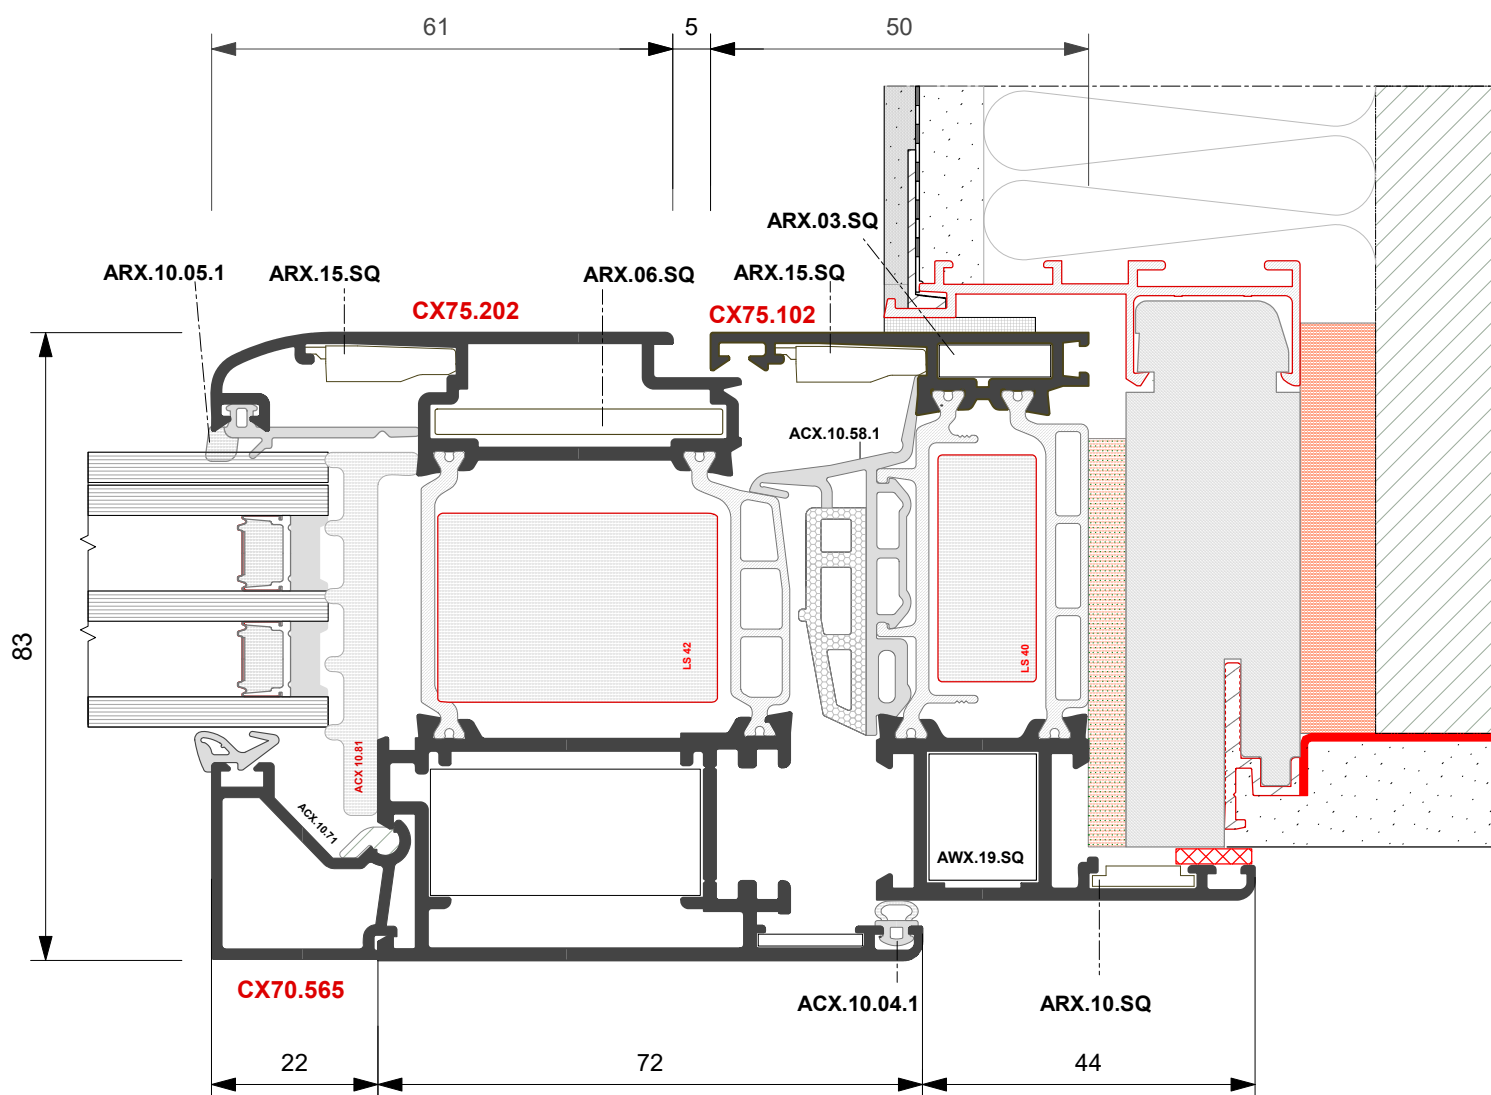 61
5
50
ARX.03.SQ
ARX.10.05.1
ARX.15.SQ
ARX.06.SQ
ARX.15.SQ
CX75.202
CX75.102
ACX.10.58.1
83
LS 42
LS 40
ACX 10.81
ACX.10.71
AWX.19.SQ
CX70.565
ACX.10.04.1
ARX.10.SQ
22
72
44